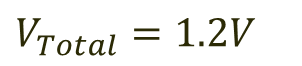 V_Total = 1.2V